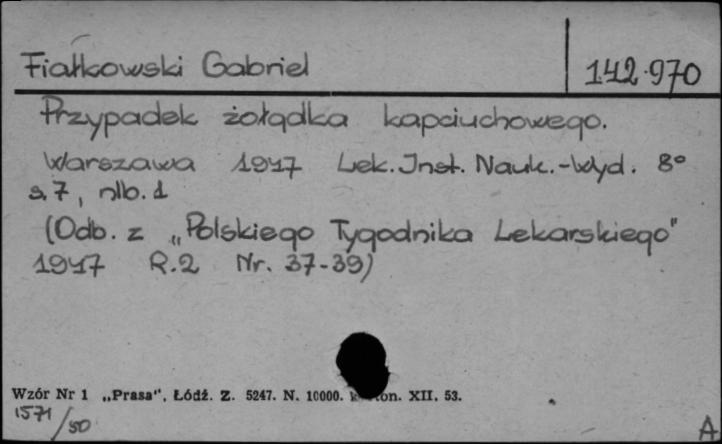 Fiałkowski Gabriel 142.970
Przypadek żołądka kapciuchowego.
Warszawa 1947 Lek. Inst. Nauk.-Wyd. 8°
s. 7, nlb. 1
(Odb. z „Polskiego Tygodnika Lekarskiego"
1947 R.2 Nr. 37-39)
Wzór Nr 1 „Prasa", Łódź. Z. 5247. N. 10000. XII. 53.
1571/50
A